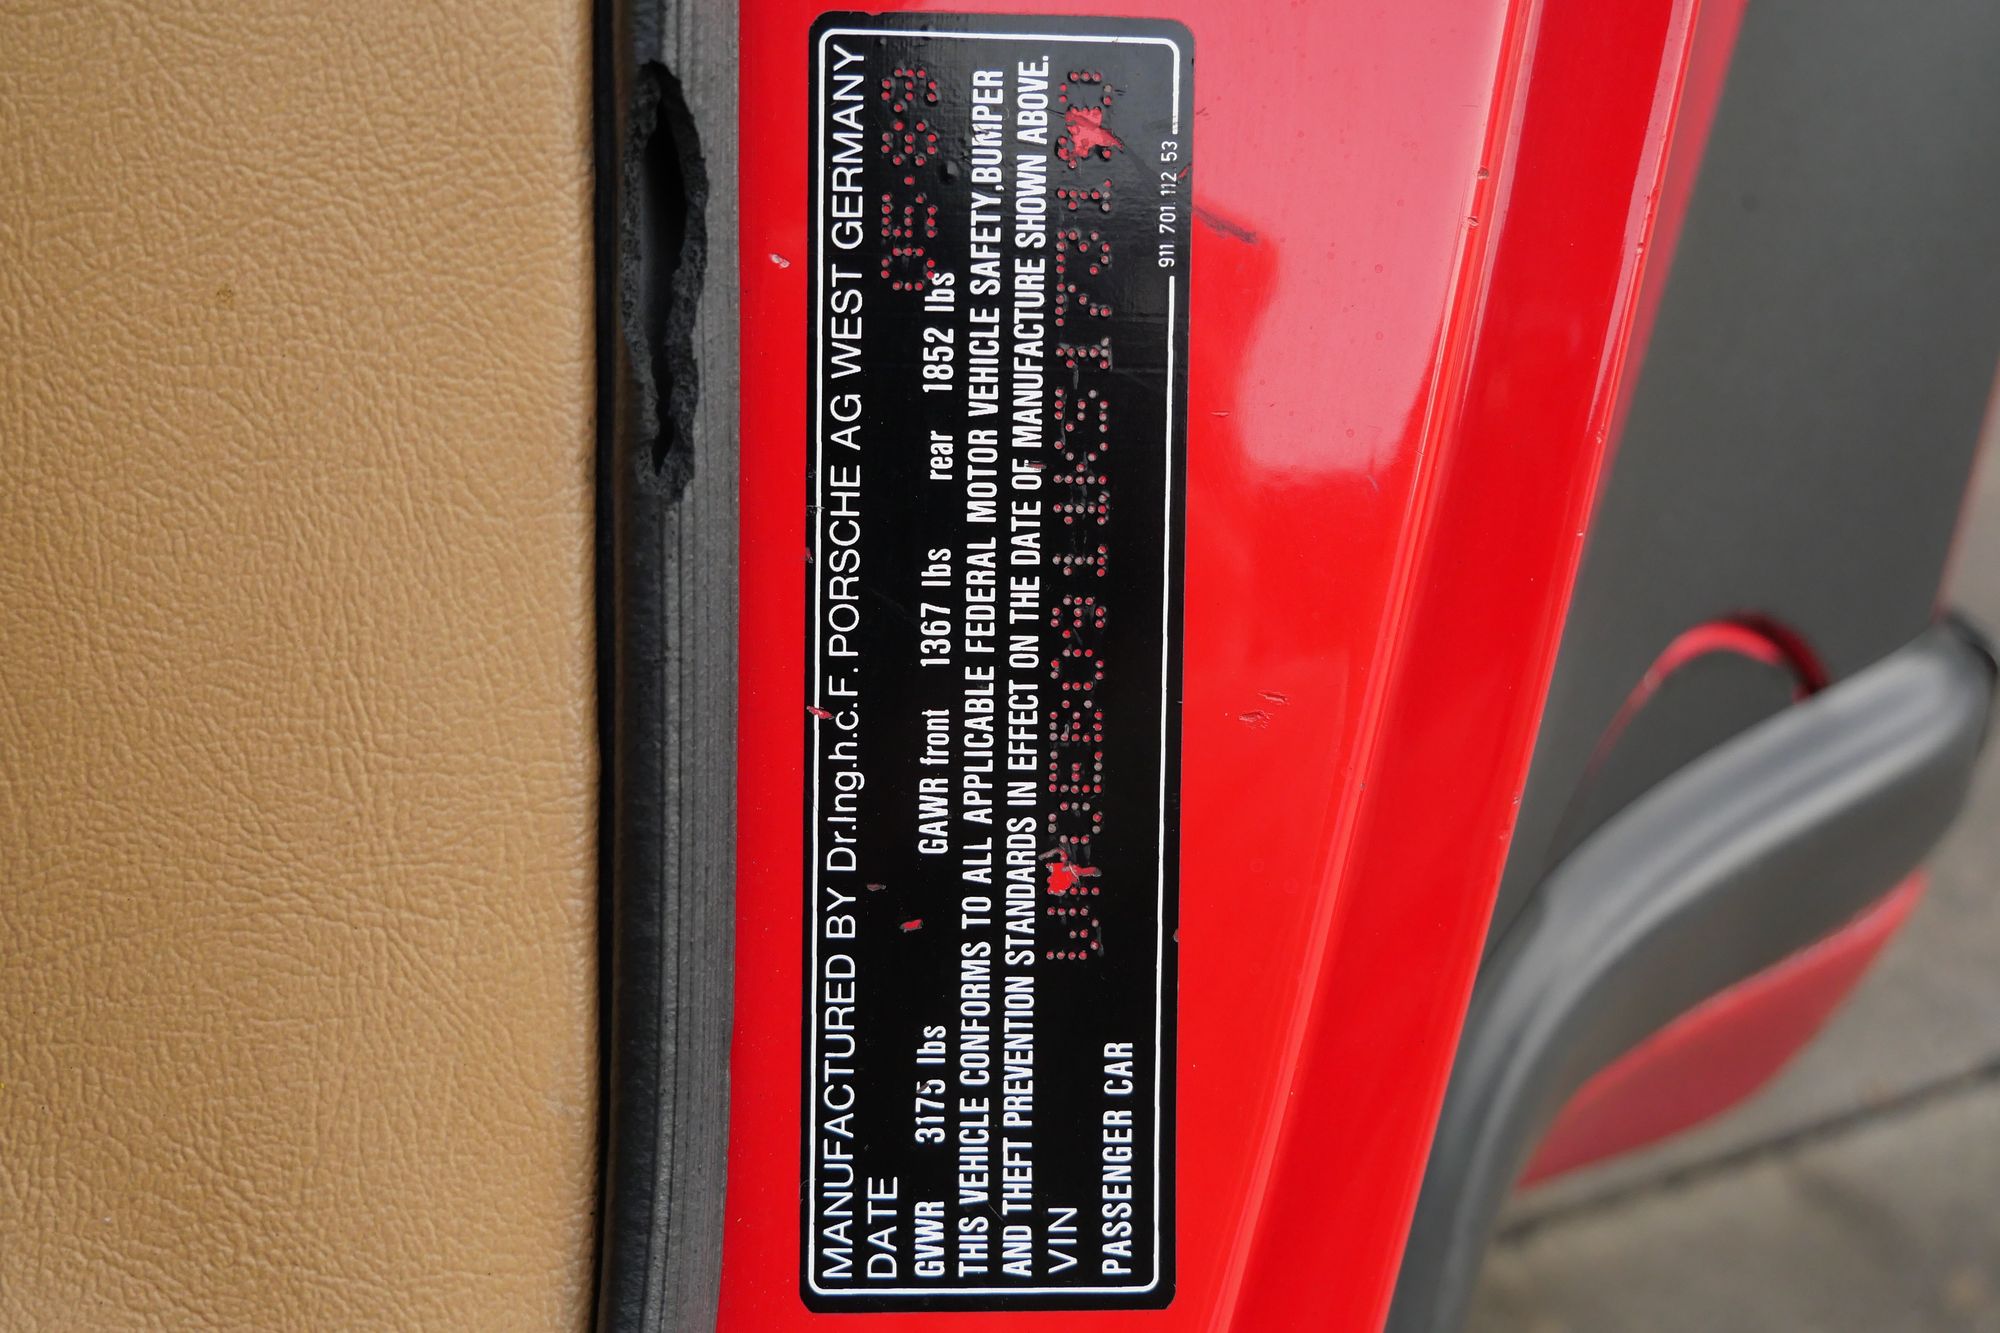 MANUFACTURED BY Dr.Ing.h.c.F. PORSCHE AG WEST GERMANY
DATE 05.89
GVWR 3175 lbs GAWR front 1367 lbs rear 1852 lbs
THIS VEHICLE CONFORMS TO ALL APPLICABLE FEDERAL MOTOR VEHICLE SAFETY,BUMPER
AND THEFT PREVENTION STANDARDS IN EFFECT ON THE DATE OF MANUFACTURE SHOWN ABOVE.
VIN
PASSENGER CAR
911 701 112 53